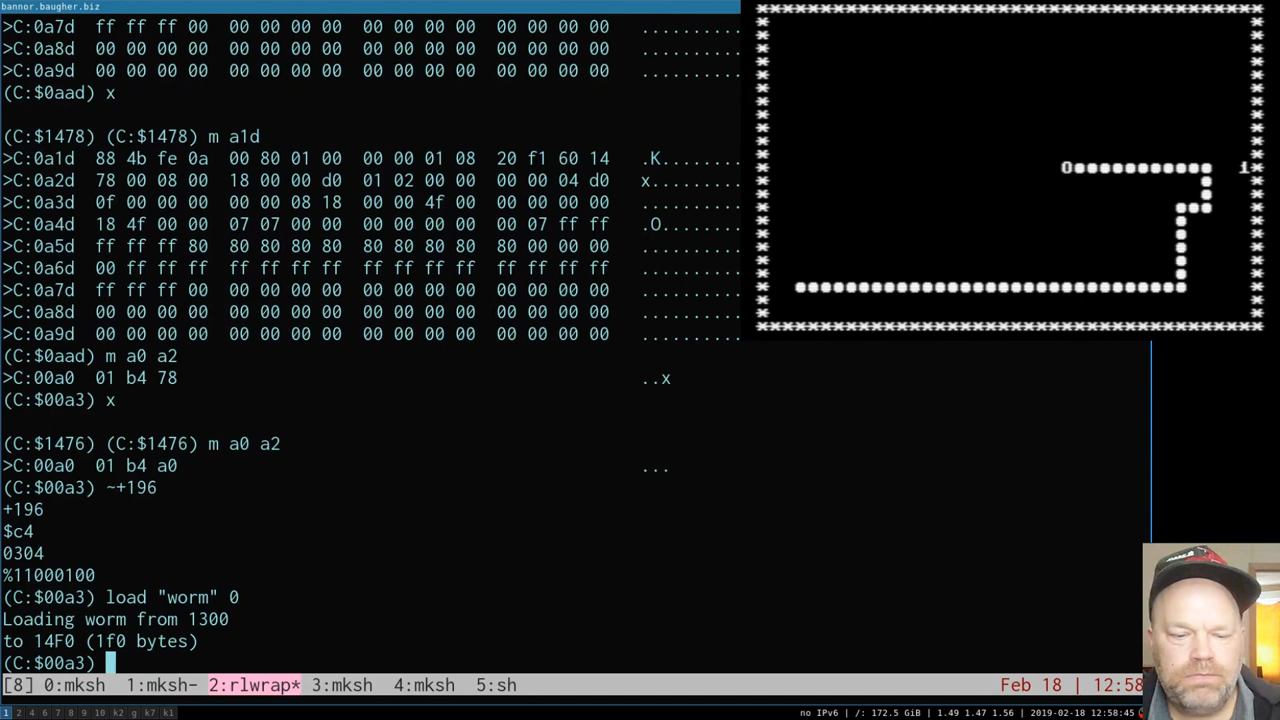 bannor.baugher.biz
>C:0a7d  ff ff ff 00  00 00 00 00  00 00 00 00  00 00 00 00   ..........
>C:0a8d  00 00 00 00  00 00 00 00  00 00 00 00  00 00 00 00   ..........
>C:0a9d  00 00 00 00  00 00 00 00  00 00 00 00  00 00 00 00   ..........
(C:$0aad) x
(C:$1478) (C:$1478) m a1d
>C:0a1d  88 4b fe 0a  00 80 01 00  00 00 01 08  20 f1 60 14   .K........
>C:0a2d  78 00 08 00  18 00 00 d0  01 02 00 00  00 00 04 d0   x.........
>C:0a3d  0f 00 00 00  00 00 08 18  00 00 4f 00  00 00 00 00   ..........
>C:0a4d  18 4f 00 00  07 07 00 00  00 00 00 00  00 07 ff ff   .O........
>C:0a5d  ff ff ff 80  80 80 80 80  80 80 80 80  80 00 00 00   ..........
>C:0a6d  00 ff ff ff  ff ff ff ff  ff ff ff ff  ff ff ff ff   ..........
>C:0a7d  ff ff ff 00  00 00 00 00  00 00 00 00  00 00 00 00   ..........
>C:0a8d  00 00 00 00  00 00 00 00  00 00 00 00  00 00 00 00   ..........
>C:0a9d  00 00 00 00  00 00 00 00  00 00 00 00  00 00 00 00   ..........
(C:$0aad) m a0 a2
>C:00a0  01 b4 78   ..x
(C:$00a3) x
(C:$1476) (C:$1476) m a0 a2
>C:00a0  01 b4 a0   ...
(C:$00a3) ~+196
+196
$c4
0304
%11000100
(C:$00a3) load "worm" 0
Loading worm from 1300
to 14F0 (1f0 bytes)
(C:$00a3)
[8] 0:mksh  1:mksh- 2:rlwrap* 3:mksh  4:mksh  5:sh  Feb 18 | 12:58
1 2 3 4 5 6 7 8 9 10 k2 g k7 k1  no IPv6 | /: 172.5 GiB | 1.49 1.47 1.56 | 2019-02-18 12:58:45